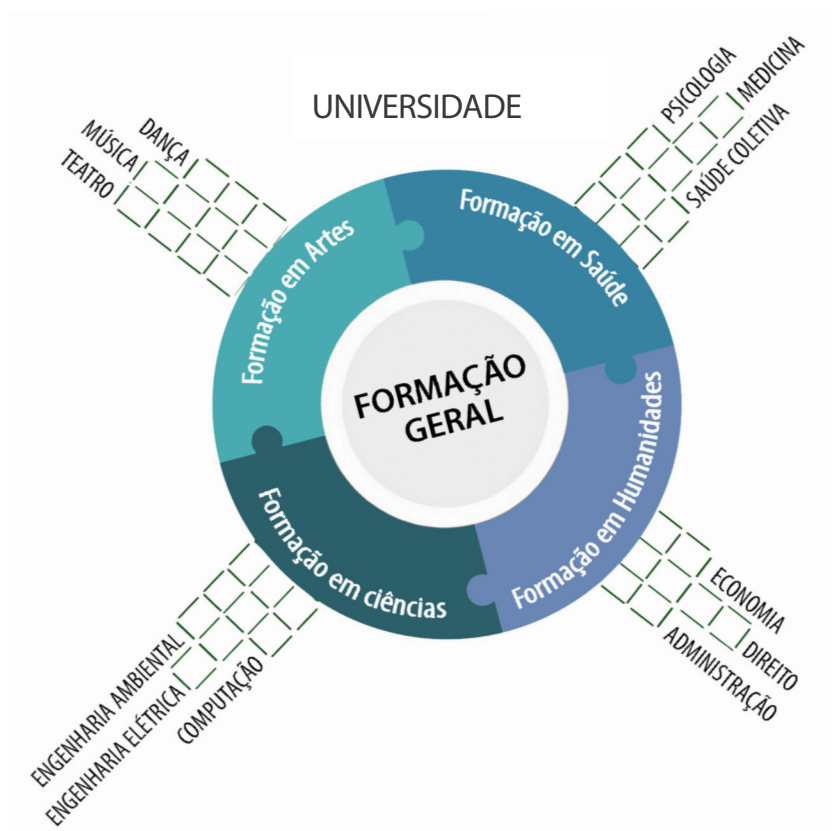 UNIVERSIDADE
DANÇA
MÚSICA
TEATRO
PSICOLOGIA
MEDICINA
SAÚDE COLETIVA
Formação em Artes
Formação em Saúde
FORMAÇÃO
GERAL
Formação em ciências
Formação em Humanidades
ENGENHARIA AMBIENTAL
ENGENHARIA ELÉTRICA
COMPUTAÇÃO
ECONOMIA
DIREITO
ADMINISTRAÇÃO